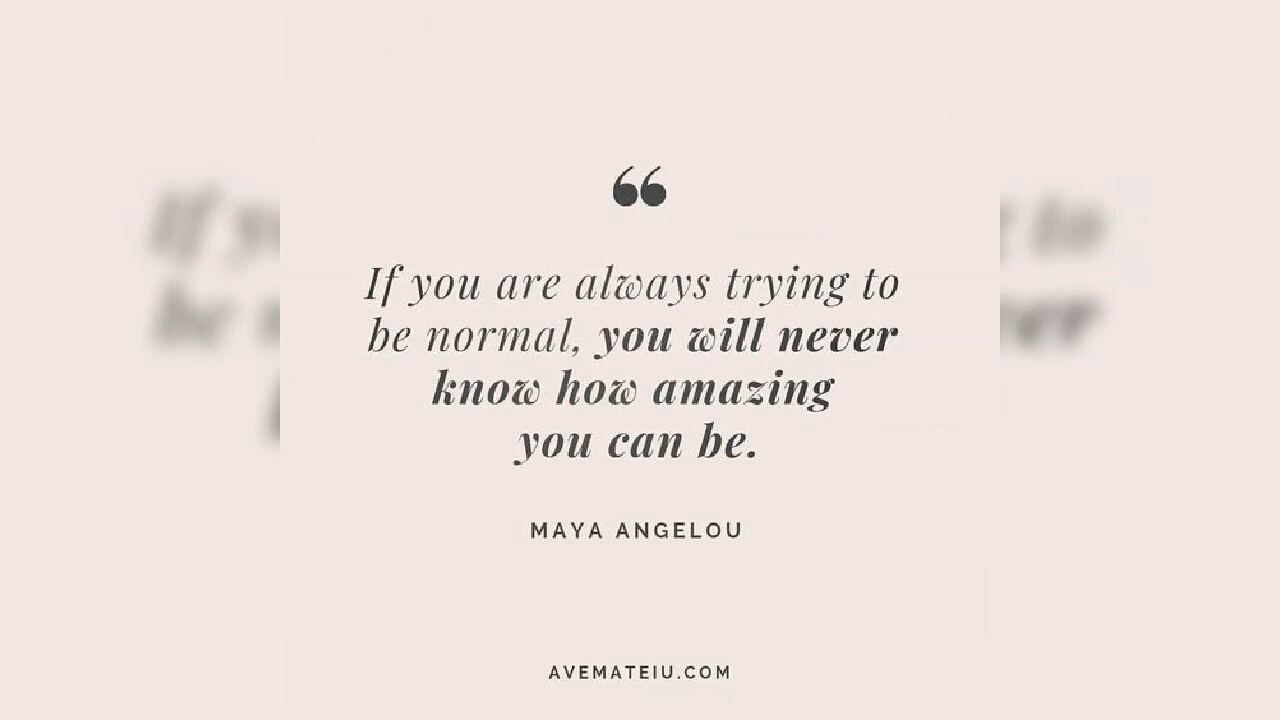 ❝
If you are always trying to
be normal, you will never
know how amazing
you can be.
MAYA ANGELOU
AVEMATEIU.COM